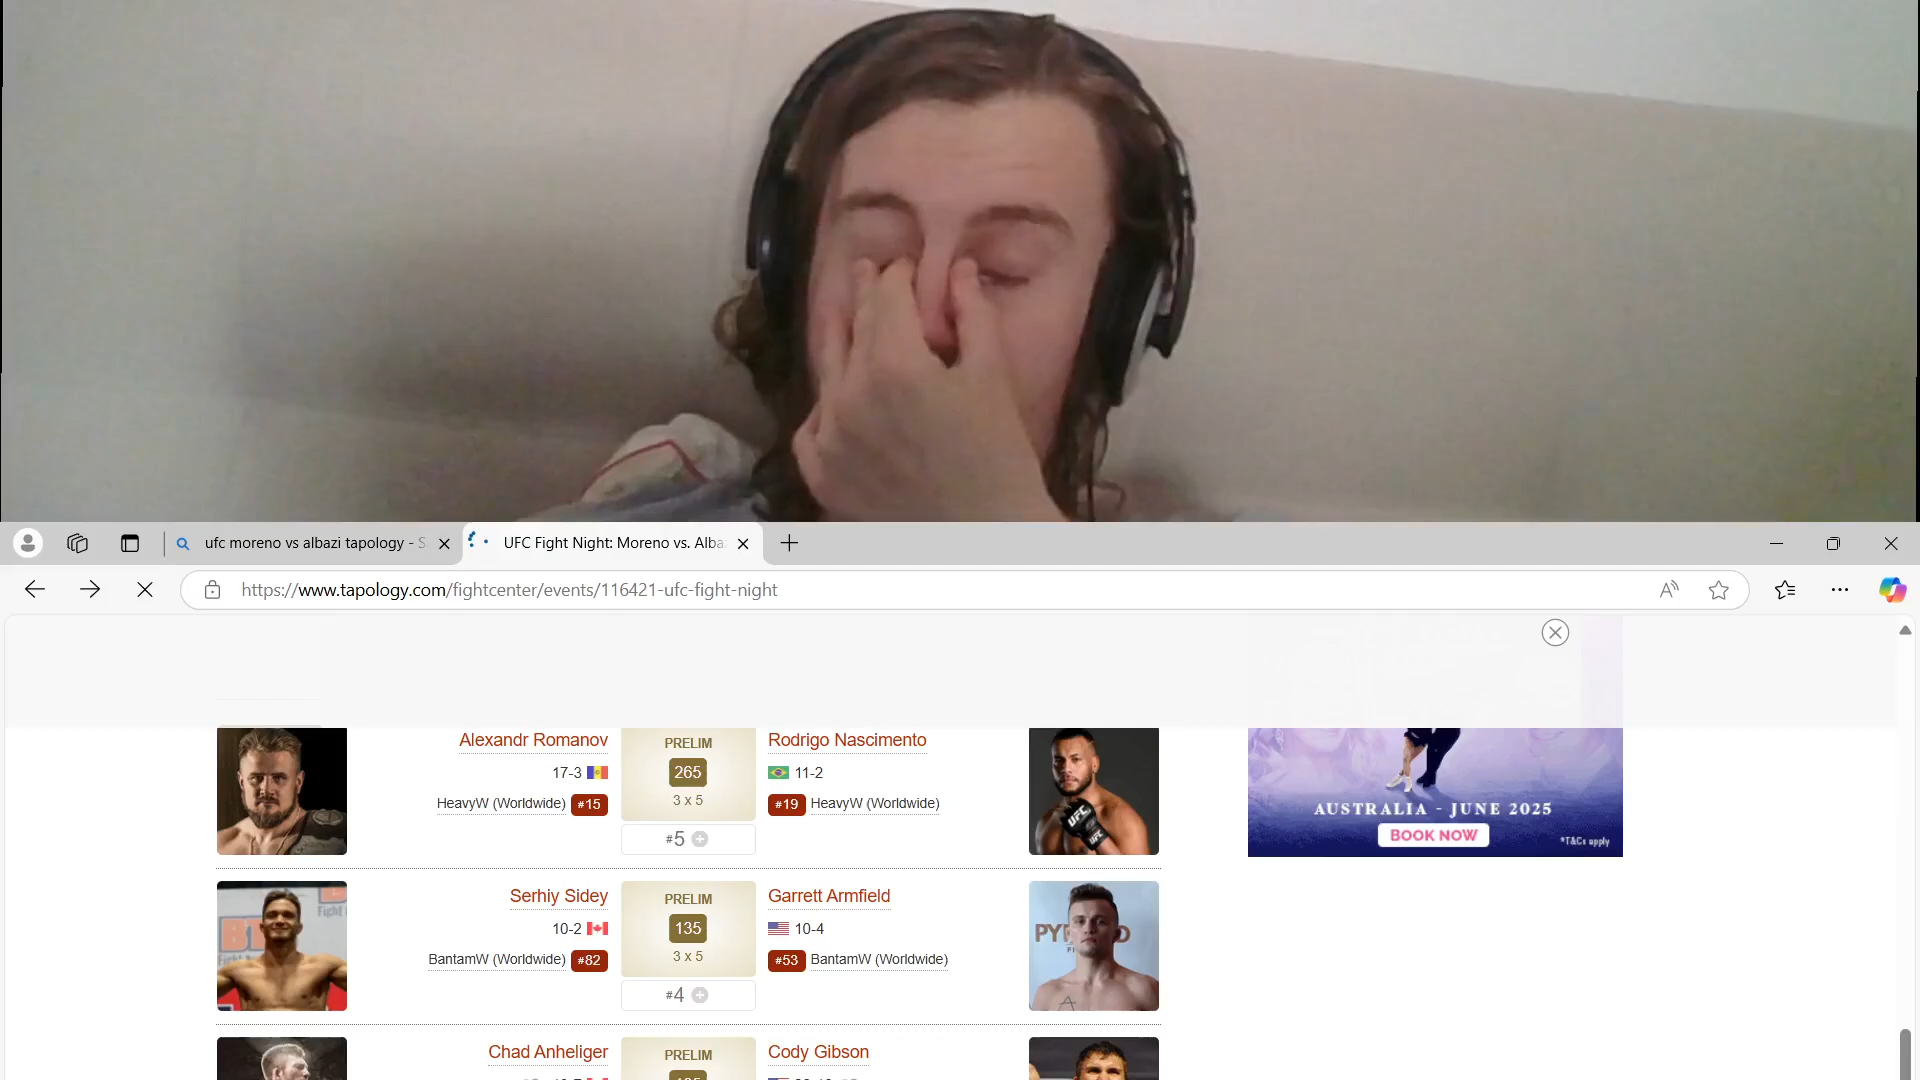 ufc moreno vs albazi tapology - S
UFC Fight Night: Moreno vs. Alba
https://www.tapology.com/fightcenter/events/116421-ufc-fight-night
Alexandr Romanov
PRELIM
Rodrigo Nascimento
17-3
265
11-2
HeavyW (Worldwide) #15
3 x 5
#19 HeavyW (Worldwide)
#5
UFC
AUSTRALIA - JUNE 2025
BOOK NOW
*T&Cs apply
Serhiy Sidey
PRELIM
Garrett Armfield
10-2
135
10-4
BantamW (Worldwide) #82
3 x 5
#53 BantamW (Worldwide)
#4
Fight
Chad Anheliger
PRELIM
Cody Gibson